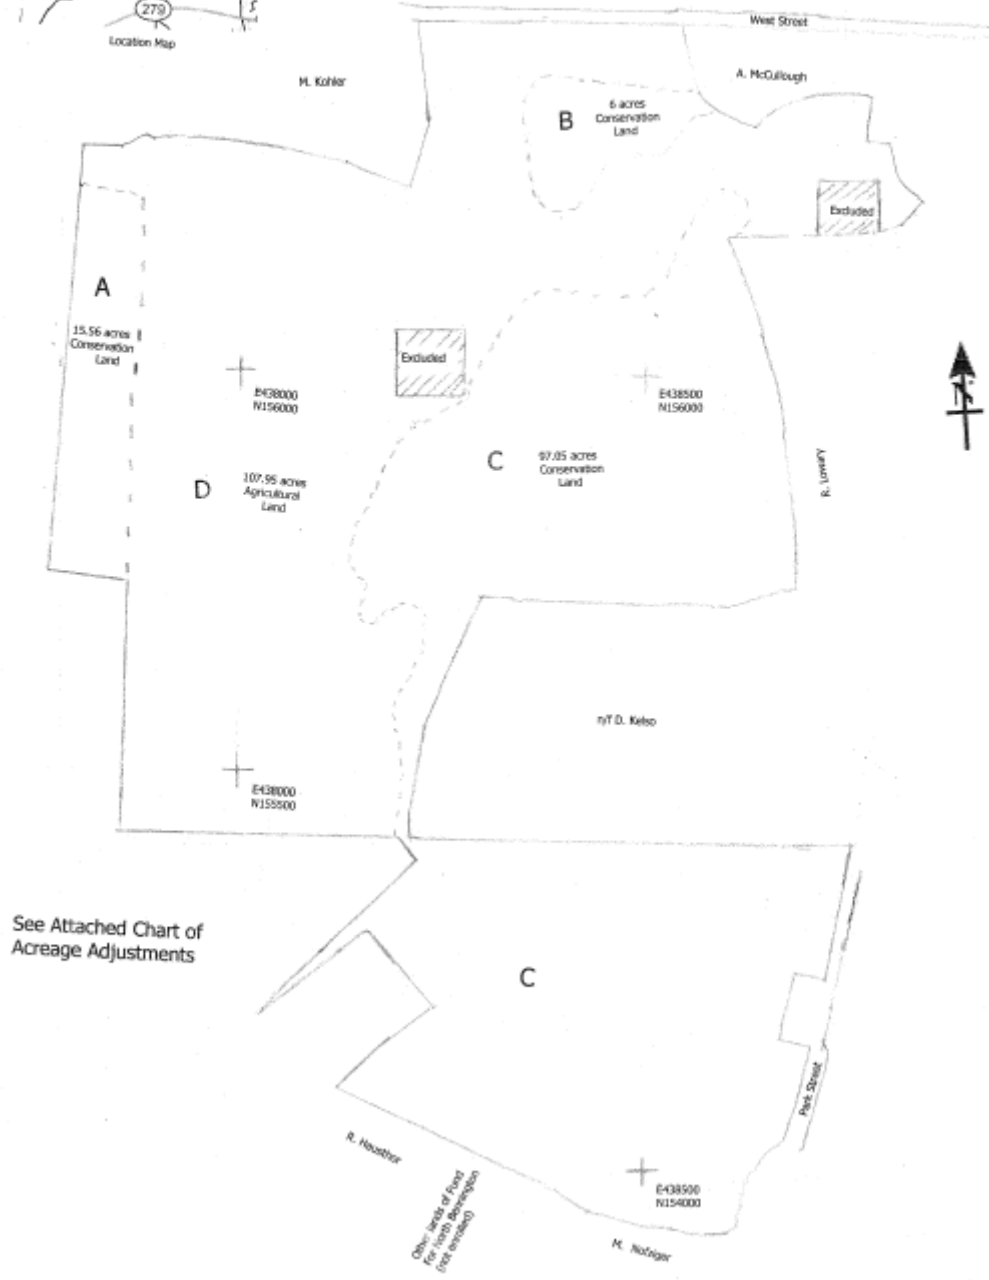 279
Location Map
West Street
M. Kohler
A. McCullough
B
6 acres
Conservation
Land
Excluded
A
15.56 acres
Conservation
Land
Excluded
E438000
N156000
E438500
N156000
C
97.05 acres
Conservation
Land
R. Lowary
D
107.95 acres
Agricultural
Land
n/f D. Kelso
E438000
N155500
See Attached Chart of
Acreage Adjustments
C
Park Street
R. Hausthor
Other lands of Fund
For North Bennington
(not enrolled)
E438500
N154000
M. Nofziger